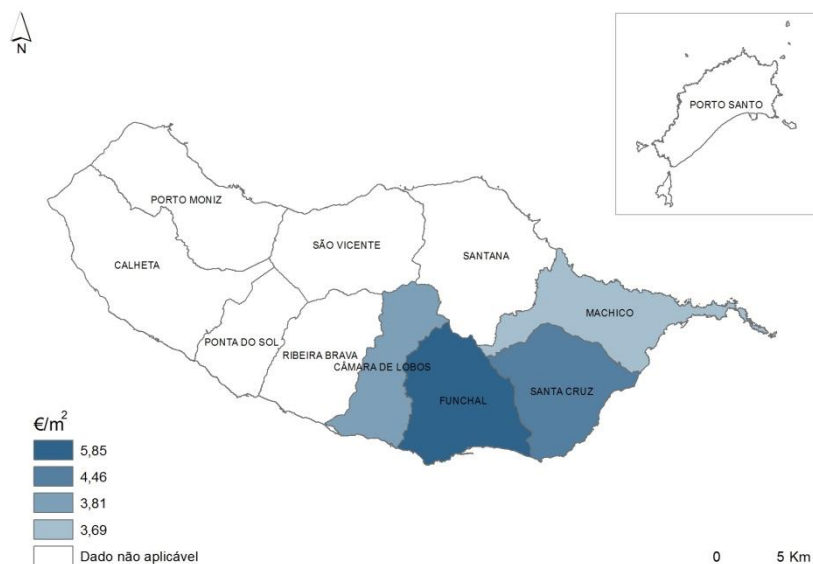 N
PORTO SANTO
PORTO MONIZ
CALHETA
SÃO VICENTE
SANTANA
MACHICO
PONTA DO SOL
RIBEIRA BRAVA
CÂMARA DE LOBOS
FUNCHAL
SANTA CRUZ
€/m²
5,85
4,46
3,81
3,69
Dado não aplicável
0 5 Km